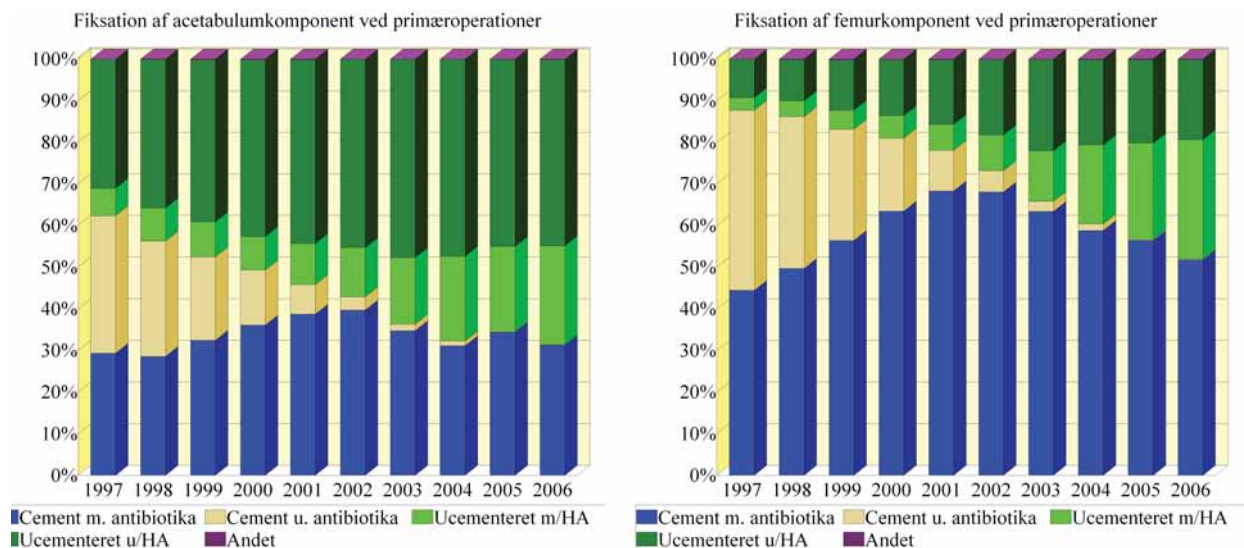 Fiksation af acetabulumkomponent ved primæroperationer
100%
90%
80%
70%
60%
50%
40%
30%
20%
10%
0%
1997 1998 1999 2000 2001 2002 2003 2004 2005 2006
Cement m. antibiotika Cement u. antibiotika Ucementeret m/HA
Ucementeret u/HA Andet
Fiksation af femurkomponent ved primæroperationer
100%
90%
80%
70%
60%
50%
40%
30%
20%
10%
0%
1997 1998 1999 2000 2001 2002 2003 2004 2005 2006
Cement m. antibiotika Cement u. antibiotika Ucementeret m/HA
Ucementeret u/HA Andet